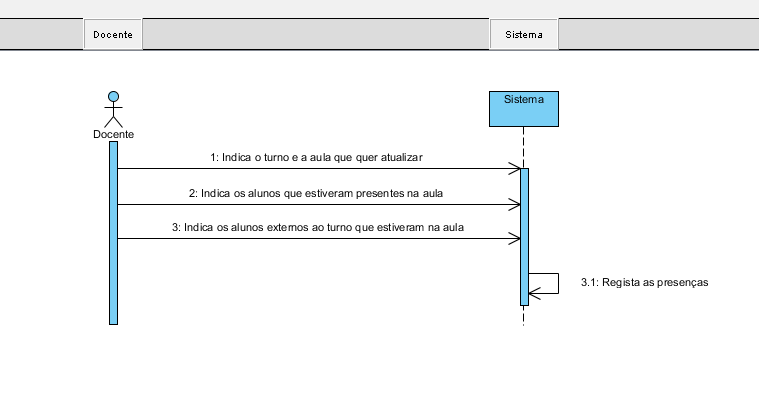 Docente
Sistema
Sistema
Docente
1: Indica o turno e a aula que quer atualizar
2: Indica os alunos que estiveram presentes na aula
3: Indica os alunos externos ao turno que estiveram na aula
3.1: Regista as presenças